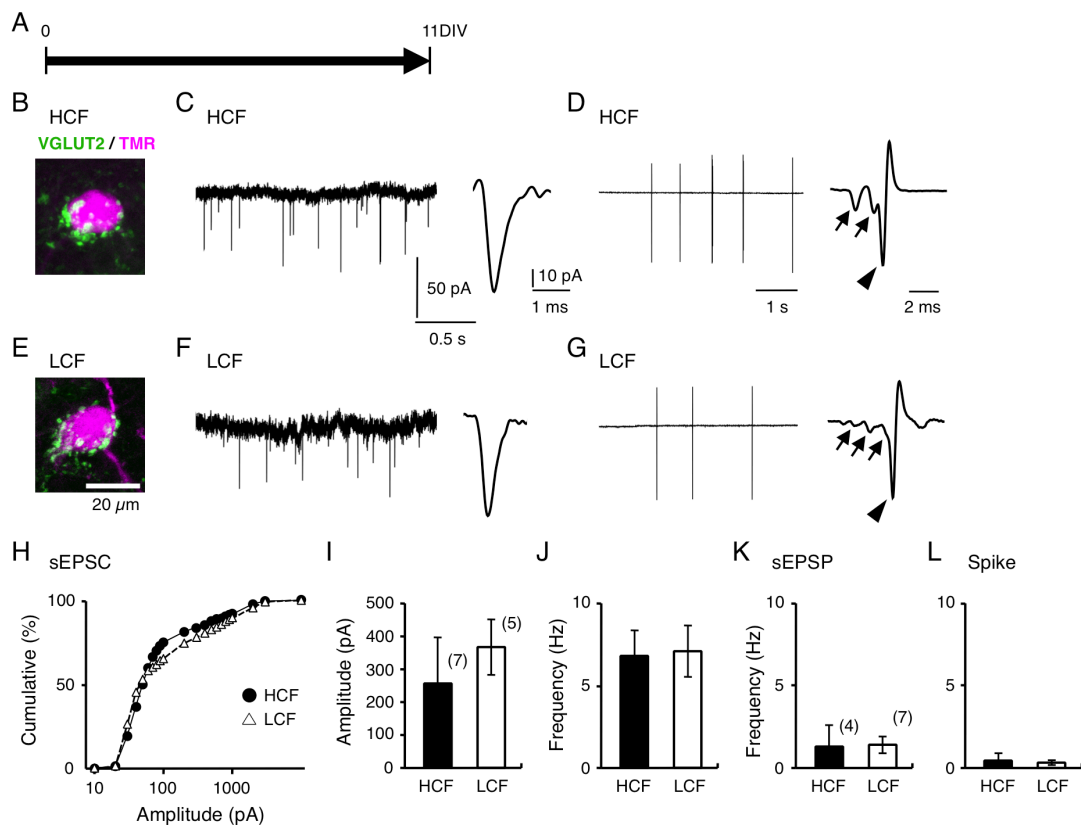 A
0 11DIV
B HCF
VGLUT2 / TMR
C HCF
50 pA
0.5 s
10 pA
1 ms
D HCF
1 s
2 ms
E LCF
20 µm
F LCF
G LCF
H sEPSC
Cumulative (%)
100
50
0
10 100 1000
Amplitude (pA)
HCF
LCF
I
Amplitude (pA)
500
400
300
200
100
0
(7)
(5)
HCF LCF
J
Frequency (Hz)
10
5
0
HCF LCF
K sEPSP
Frequency (Hz)
10
5
0
(4)
(7)
HCF LCF
L Spike
10
5
0
HCF LCF